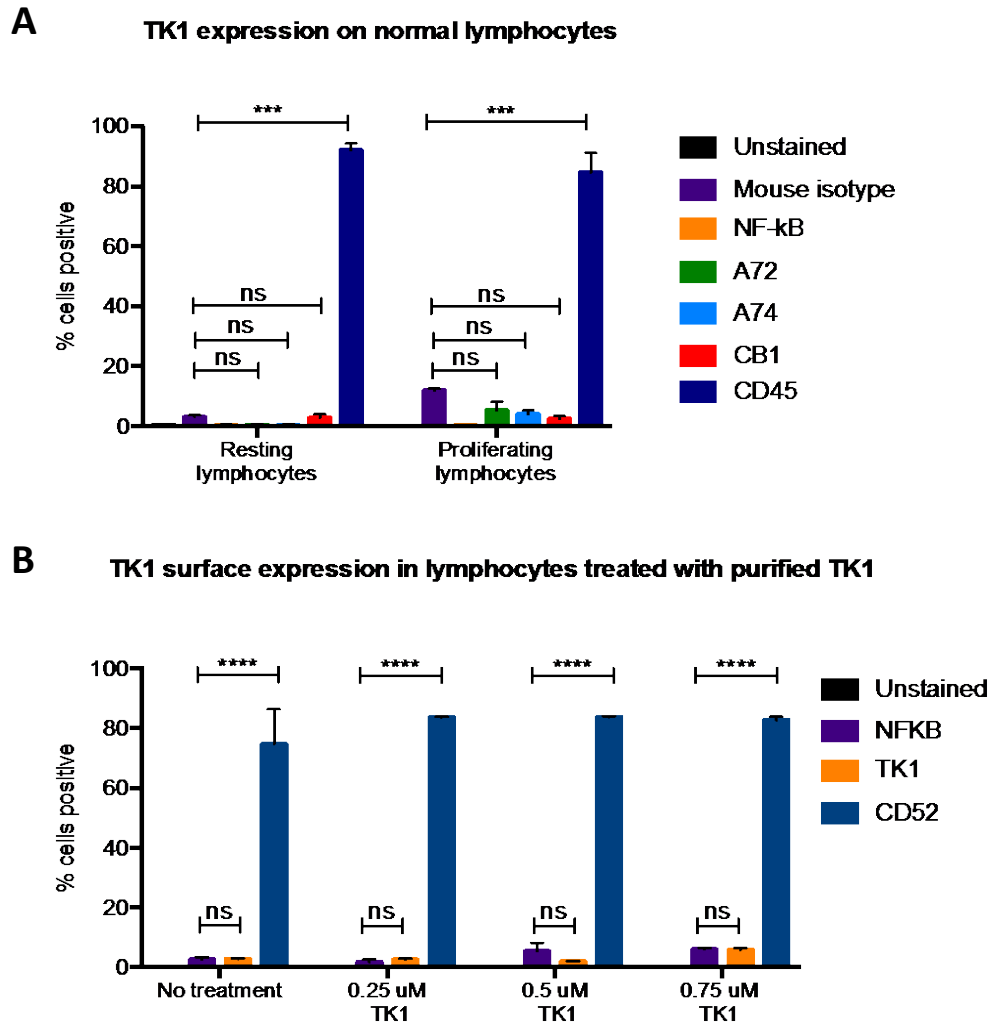 A
TK1 expression on normal lymphocytes
% cells positive
100
80
60
40
20
0
***
ns
ns
ns
***
ns
ns
ns
Resting
lymphocytes
Proliferating
lymphocytes
Unstained
Mouse isotype
NF-kB
A72
A74
CB1
CD45
B
TK1 surface expression in lymphocytes treated with purified TK1
% cells positive
100
80
60
40
20
0
****
****
****
****
ns
ns
ns
ns
No treatment
0.25 uM
TK1
0.5 uM
TK1
0.75 uM
TK1
Unstained
NFKB
TK1
CD52